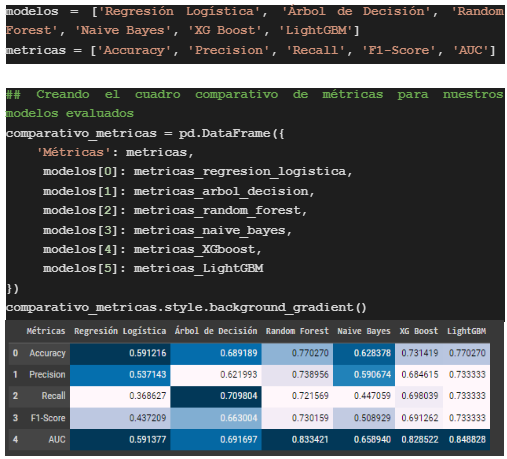 modelos = ['Regresión Logística', 'Árbol de Decisión', 'Random
Forest', 'Naive Bayes', 'XG Boost', 'LightGBM']
metricas = ['Accuracy', 'Precision', 'Recall', 'F1-Score', 'AUC']
## Creando el cuadro comparativo de métricas para nuestros
modelos evaluados
comparativo_metricas = pd.DataFrame({
'Métricas': metricas,
modelos[0]: metricas_regresion_logistica,
modelos[1]: metricas_arbol_decision,
modelos[2]: metricas_random_forest,
modelos[3]: metricas_naive_bayes,
modelos[4]: metricas_XGboost,
modelos[5]: metricas_LightGBM
})
comparativo_metricas.style.background_gradient()
Métricas Regresión Logística Árbol de Decisión Random Forest Naive Bayes XG Boost LightGBM
0 Accuracy 0.591216 0.689189 0.770270 0.628378 0.731419 0.770270
1 Precision 0.537143 0.621993 0.738956 0.590674 0.684615 0.733333
2 Recall 0.368627 0.709804 0.721569 0.447059 0.698039 0.733333
3 F1-Score 0.437209 0.663004 0.730159 0.508929 0.691262 0.733333
4 AUC 0.591377 0.691697 0.833421 0.658940 0.828522 0.848828